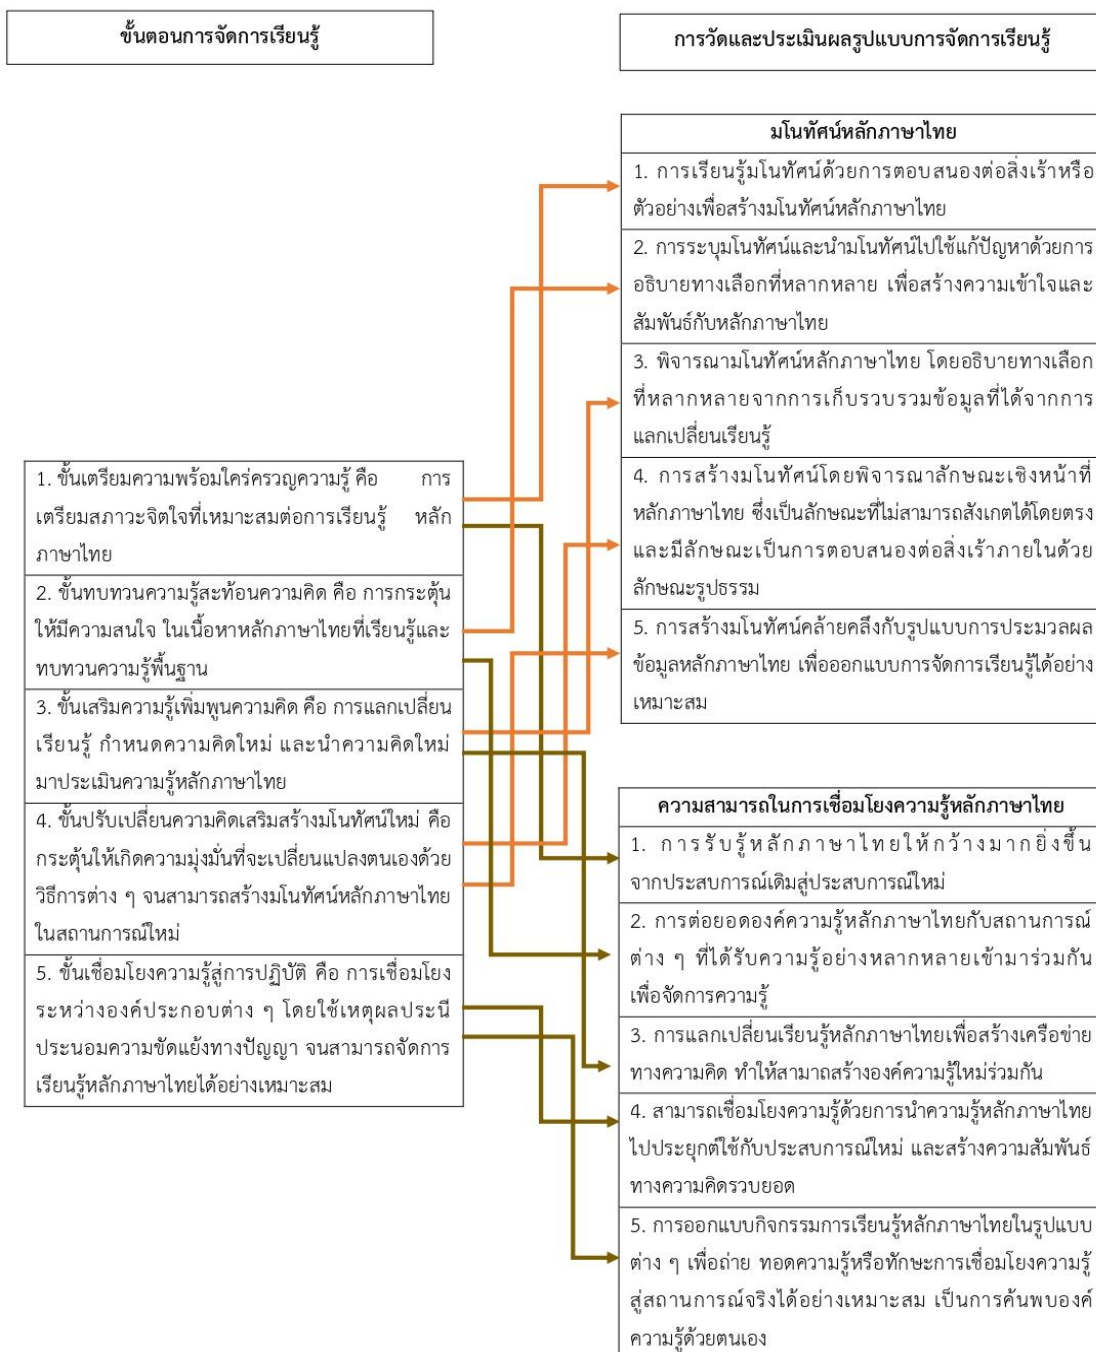 ขั้นตอนการจัดการเรียนรู้
การวัดและประเมินผลรูปแบบการจัดการเรียนรู้
1. ขั้นเตรียมความพร้อมใคร่ครวญความรู้ คือ การ
เตรียมสภาวะจิตใจที่เหมาะสมต่อการเรียนรู้ หลัก
ภาษาไทย
2. ขั้นทบทวนความรู้สะท้อนความคิด คือ การกระตุ้น
ให้มีความสนใจ ในเนื้อหาหลักภาษาไทยที่เรียนรู้และ
ทบทวนความรู้พื้นฐาน
3. ขั้นเสริมความรู้เพิ่มพูนความคิด คือ การแลกเปลี่ยน
เรียนรู้ กำหนดความคิดใหม่ และนำความคิดใหม่
มาประเมินความรู้หลักภาษาไทย
4. ขั้นปรับเปลี่ยนความคิดเสริมสร้างมโนทัศน์ใหม่ คือ
กระตุ้นให้เกิดความมุ่งมั่นที่จะเปลี่ยนแปลงตนเองด้วย
วิธีการต่าง ๆ จนสามารถสร้างมโนทัศน์หลักภาษาไทย
ในสถานการณ์ใหม่
5. ขั้นเชื่อมโยงความรู้สู่การปฏิบัติ คือ การเชื่อมโยง
ระหว่างองค์ประกอบต่าง ๆ โดยใช้เหตุผลประนี
ประนอมความขัดแย้งทางปัญญา จนสามารถจัดการ
เรียนรู้หลักภาษาไทยได้อย่างเหมาะสม
มโนทัศน์หลักภาษาไทย
1. การเรียนรู้มโนทัศน์ด้วยการตอบสนองต่อสิ่งเร้าหรือ
ตัวอย่างเพื่อสร้างมโนทัศน์หลักภาษาไทย
2. การระบุมโนทัศน์และนำมโนทัศน์ไปใช้แก้ปัญหาด้วยการ
อธิบายทางเลือกที่หลากหลาย เพื่อสร้างความเข้าใจและ
สัมพันธ์กับหลักภาษาไทย
3. พิจารณามโนทัศน์หลักภาษาไทย โดยอธิบายทางเลือก
ที่หลากหลายจากการเก็บรวบรวมข้อมูลที่ได้จากการ
แลกเปลี่ยนเรียนรู้
4. การสร้างมโนทัศน์โดยพิจารณาลักษณะเชิงหน้าที่
หลักภาษาไทย ซึ่งเป็นลักษณะที่ไม่สามารถสังเกตได้โดยตรง
และมีลักษณะเป็นการตอบสนองต่อสิ่งเร้าภายในด้วย
ลักษณะรูปธรรม
5. การสร้างมโนทัศน์คล้ายคลึงกับรูปแบบการประมวลผล
ข้อมูลหลักภาษาไทย เพื่อออกแบบการจัดการเรียนรู้ได้อย่าง
เหมาะสม
ความสามารถในการเชื่อมโยงความรู้หลักภาษาไทย
1. การรับรู้หลักภาษาไทยให้กว้างมากยิ่งขึ้น
จากประสบการณ์เดิมสู่ประสบการณ์ใหม่
2. การต่อยอดองค์ความรู้หลักภาษาไทยกับสถานการณ์
ต่าง ๆ ที่ได้รับความรู้อย่างหลากหลายเข้ามาร่วมกัน
เพื่อจัดการความรู้
3. การแลกเปลี่ยนเรียนรู้หลักภาษาไทยเพื่อสร้างเครือข่าย
ทางความคิด ทำให้สามาถสร้างองค์ความรู้ใหม่ร่วมกัน
4. สามารถเชื่อมโยงความรู้ด้วยการนำความรู้หลักภาษาไทย
ไปประยุกต์ใช้กับประสบการณ์ใหม่ และสร้างความสัมพันธ์
ทางความคิดรวบยอด
5. การออกแบบกิจกรรมการเรียนรู้หลักภาษาไทยในรูปแบบ
ต่าง ๆ เพื่อถ่าย ทอดความรู้หรือทักษะการเชื่อมโยงความรู้
สู่สถานการณ์จริงได้อย่างเหมาะสม เป็นการค้นพบองค์
ความรู้ด้วยตนเอง